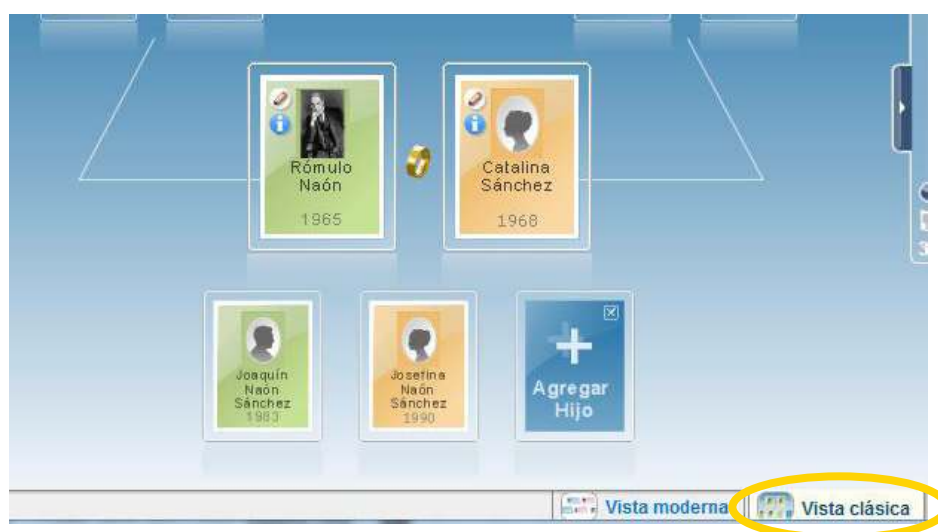 Rómulo
Naón
1965
Catalina
Sánchez
1968
Joaquín
Naón
Sánchez
1983
Josefina
Naón
Sánchez
1990
Agregar
Hijo
Vista moderna
Vista clásica